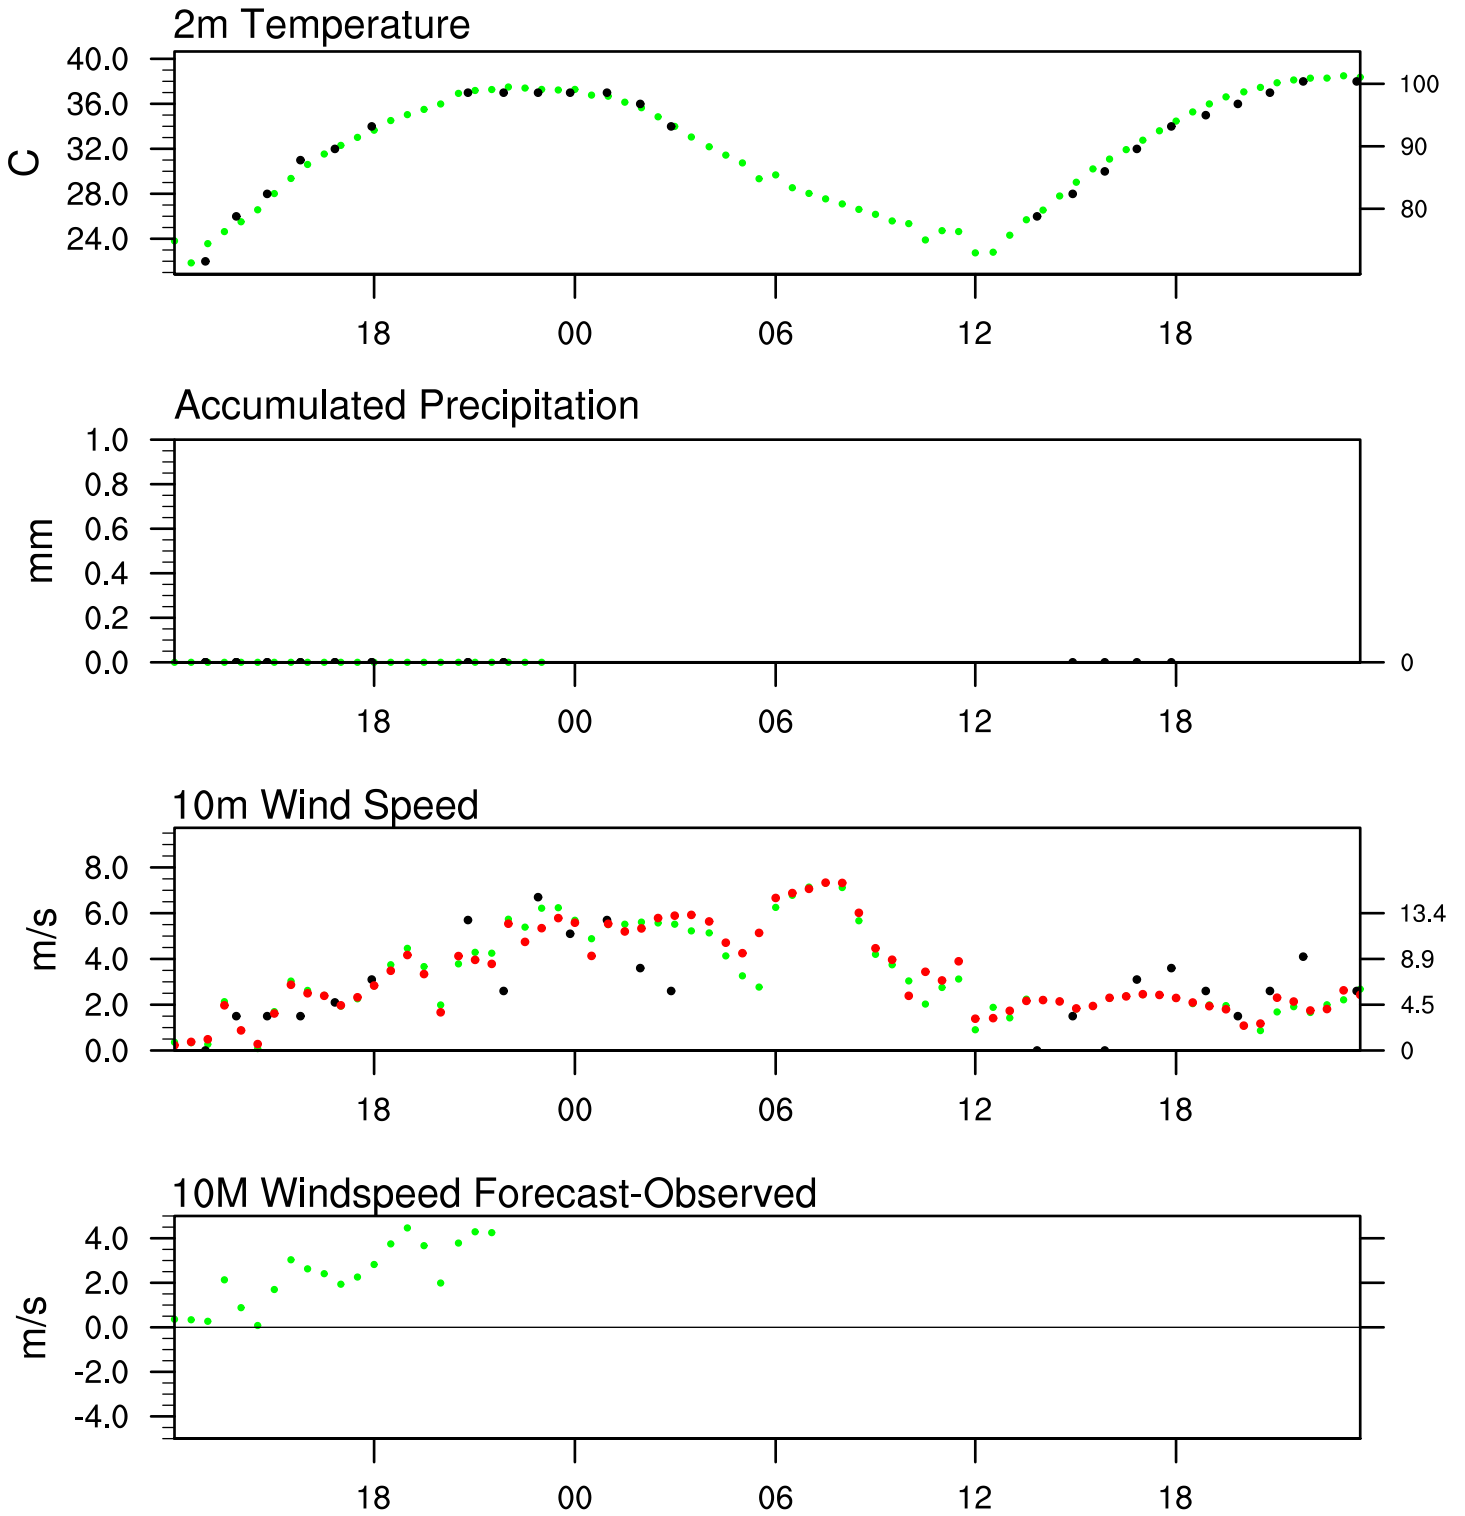 2m Temperature
40.0
36.0
32.0
28.0
24.0
C
100
90
80
18 00 06 12 18
Accumulated Precipitation
1.0
0.8
0.6
0.4
0.2
0.0
mm
0
18 00 06 12 18
10m Wind Speed
8.0
6.0
4.0
2.0
0.0
m/s
13.4
8.9
4.5
0
18 00 06 12 18
10M Windspeed Forecast-Observed
4.0
2.0
0.0
-2.0
-4.0
m/s
18 00 06 12 18